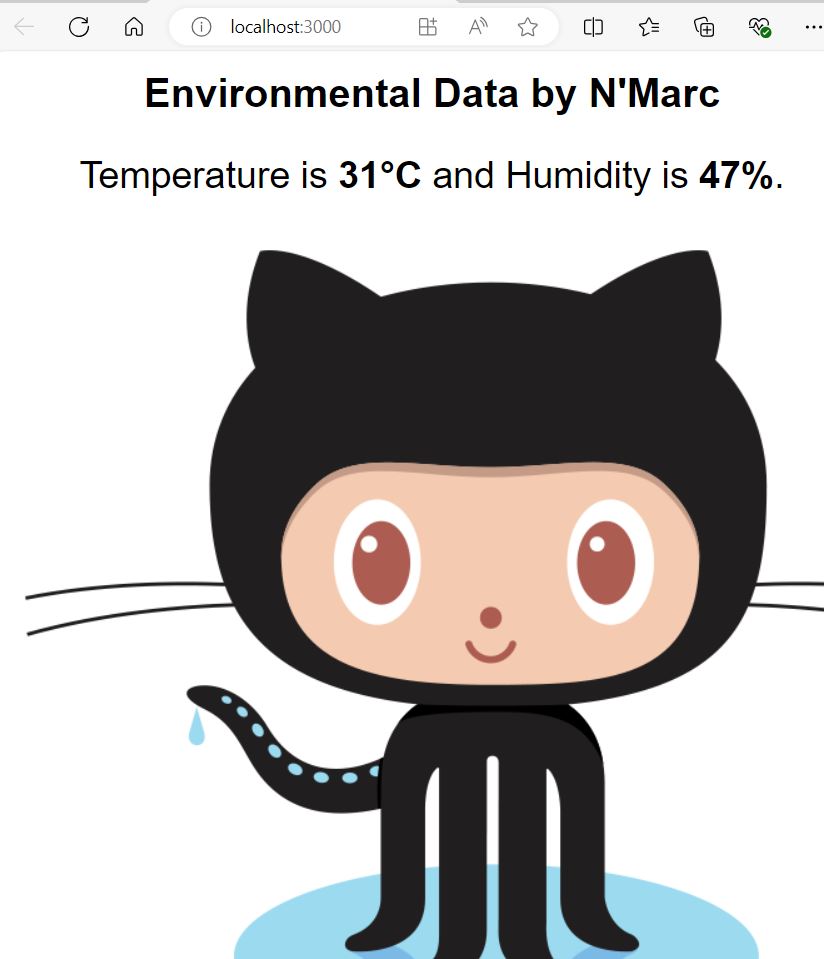 localhost:3000
Environmental Data by N'Marc
Temperature is 31°C and Humidity is 47%.